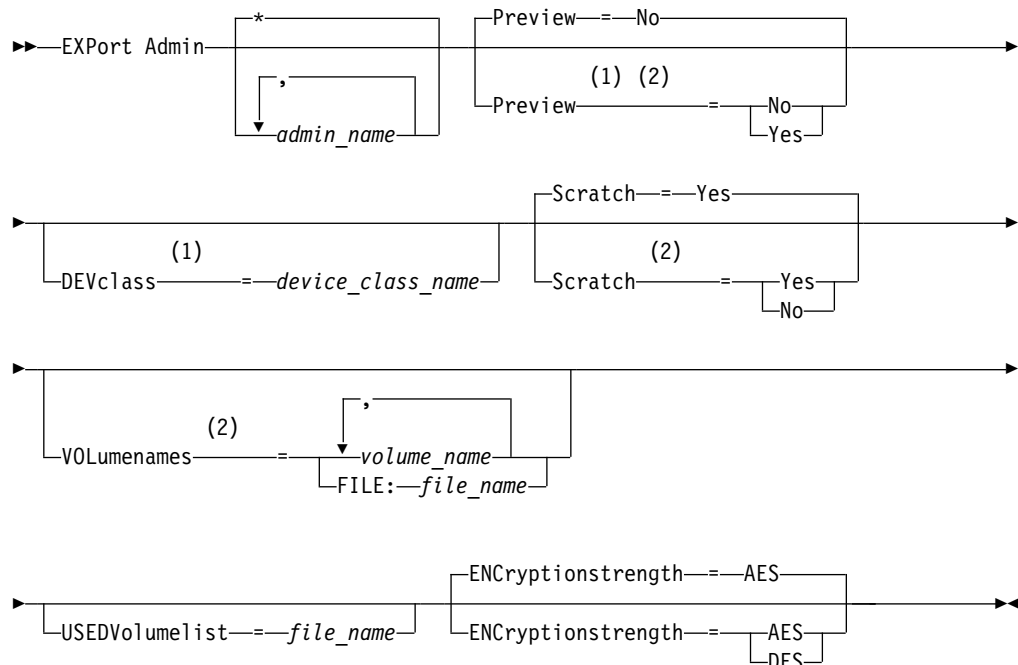 *
Preview = No
EXPort Admin
,
(1) (2)
admin_name
Preview = No
Yes
Scratch = Yes
(1)
(2)
DEVclass = device_class_name
Scratch = Yes
No
,
(2)
VOLumenames = volume_name
FILE: file_name
ENCryptionstrength = AES
USEDVolumelist = file_name
ENCryptionstrength = AES
DES